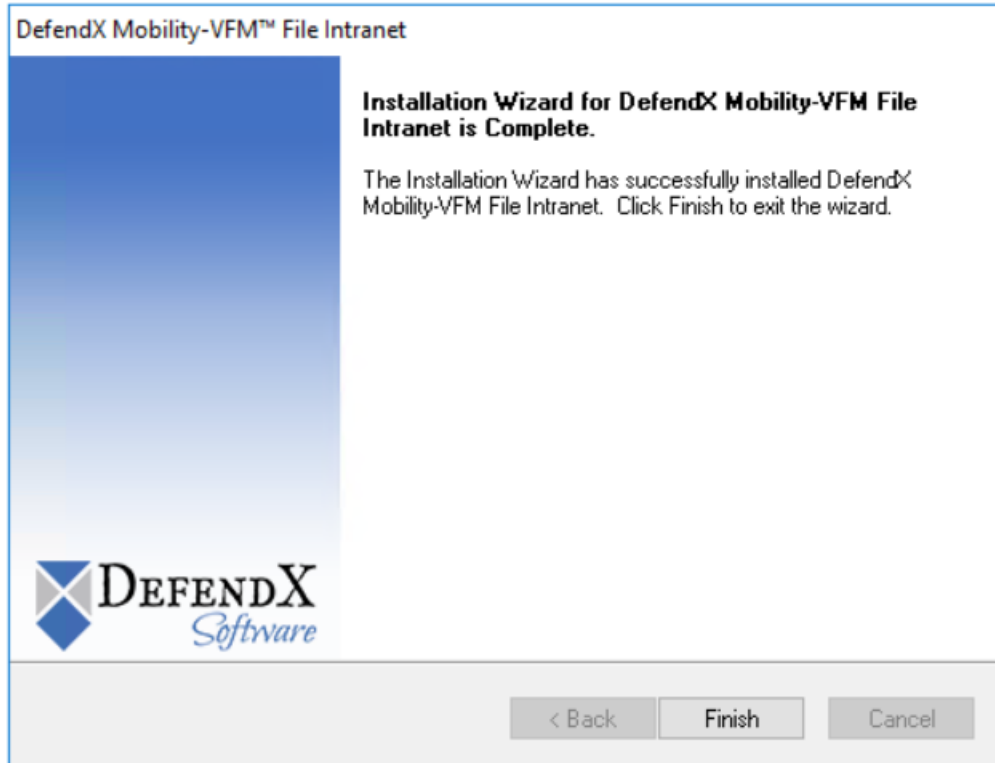 DefendX Mobility-VFM™ File Intranet
Installation Wizard for DefendX Mobility-VFM File
Intranet is Complete.
The Installation Wizard has successfully installed DefendX
Mobility-VFM File Intranet.  Click Finish to exit the wizard.
DEFENDX
Software
< Back
Finish
Cancel